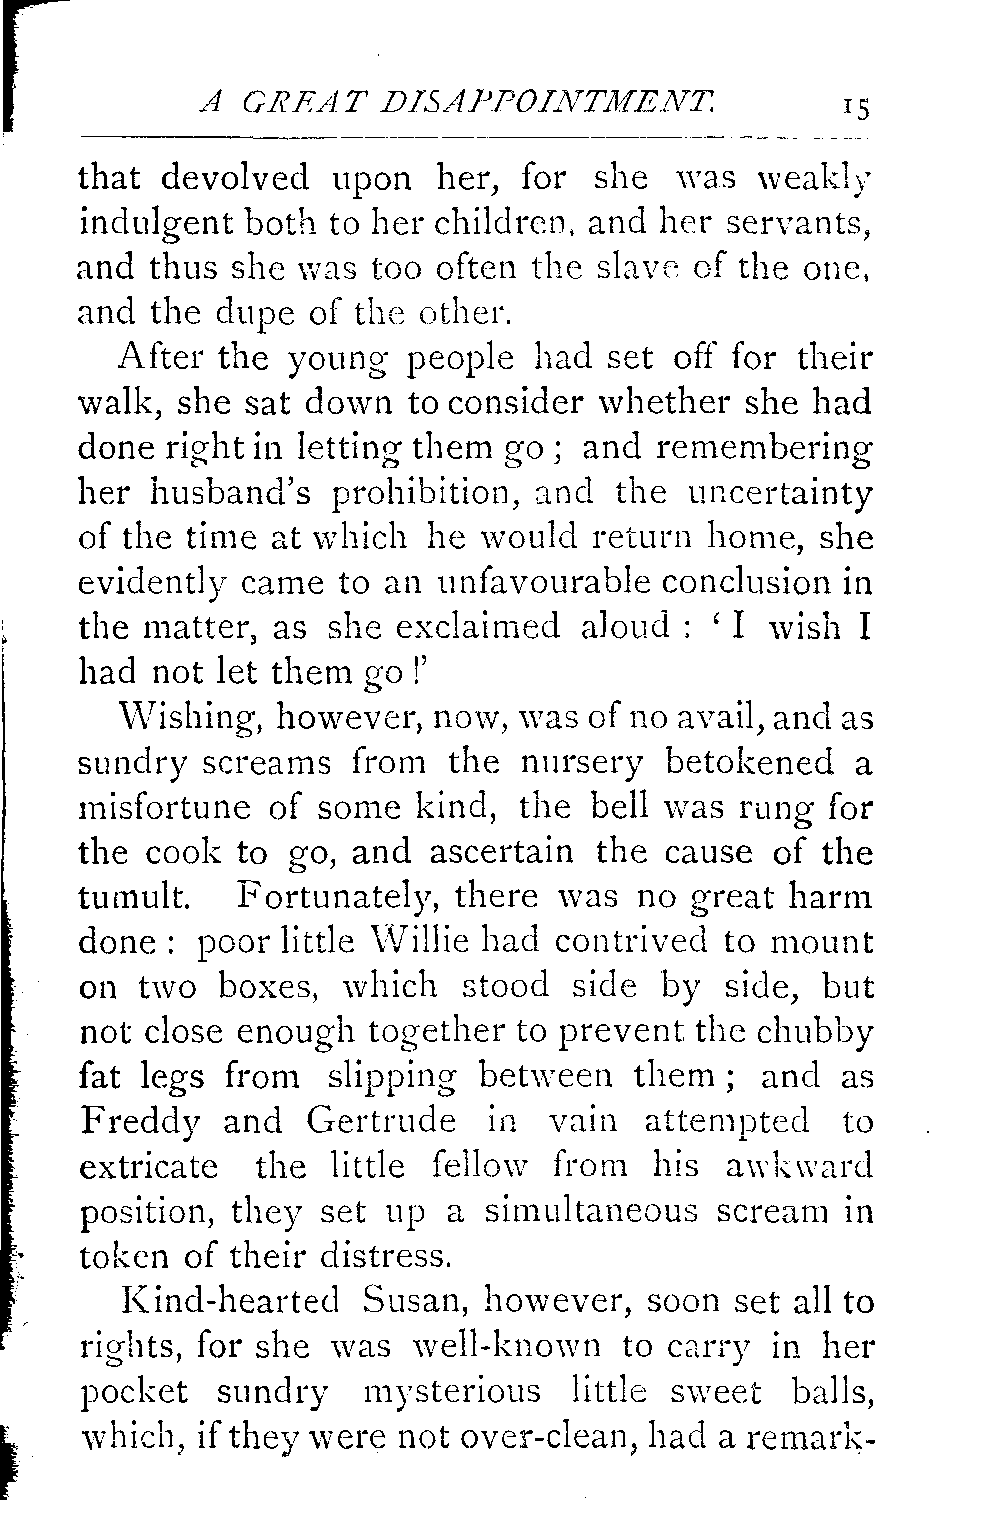 A GREAT DISAPPOINTMENT. 15
that devolved upon her, for she was weakly
indulgent both to her children, and her servants,
and thus she was too often the slave of the one,
and the dupe of the other.
After the young people had set off for their
walk, she sat down to consider whether she had
done right in letting them go ; and remembering
her husband's prohibition, and the uncertainty
of the time at which he would return home, she
evidently came to an unfavourable conclusion in
the matter, as she exclaimed aloud : ‘ I wish I
had not let them go !’
Wishing, however, now, was of no avail, and as
sundry screams from the nursery betokened a
misfortune of some kind, the bell was rung for
the cook to go, and ascertain the cause of the
tumult. Fortunately, there was no great harm
done : poor little Willie had contrived to mount
on two boxes, which stood side by side, but
not close enough together to prevent the chubby
fat legs from slipping between them ; and as
Freddy and Gertrude in vain attempted to
extricate the little fellow from his awkward
position, they set up a simultaneous scream in
token of their distress.
Kind-hearted Susan, however, soon set all to
rights, for she was well-known to carry in her
pocket sundry mysterious little sweet balls,
which, if they were not over-clean, had a remark-